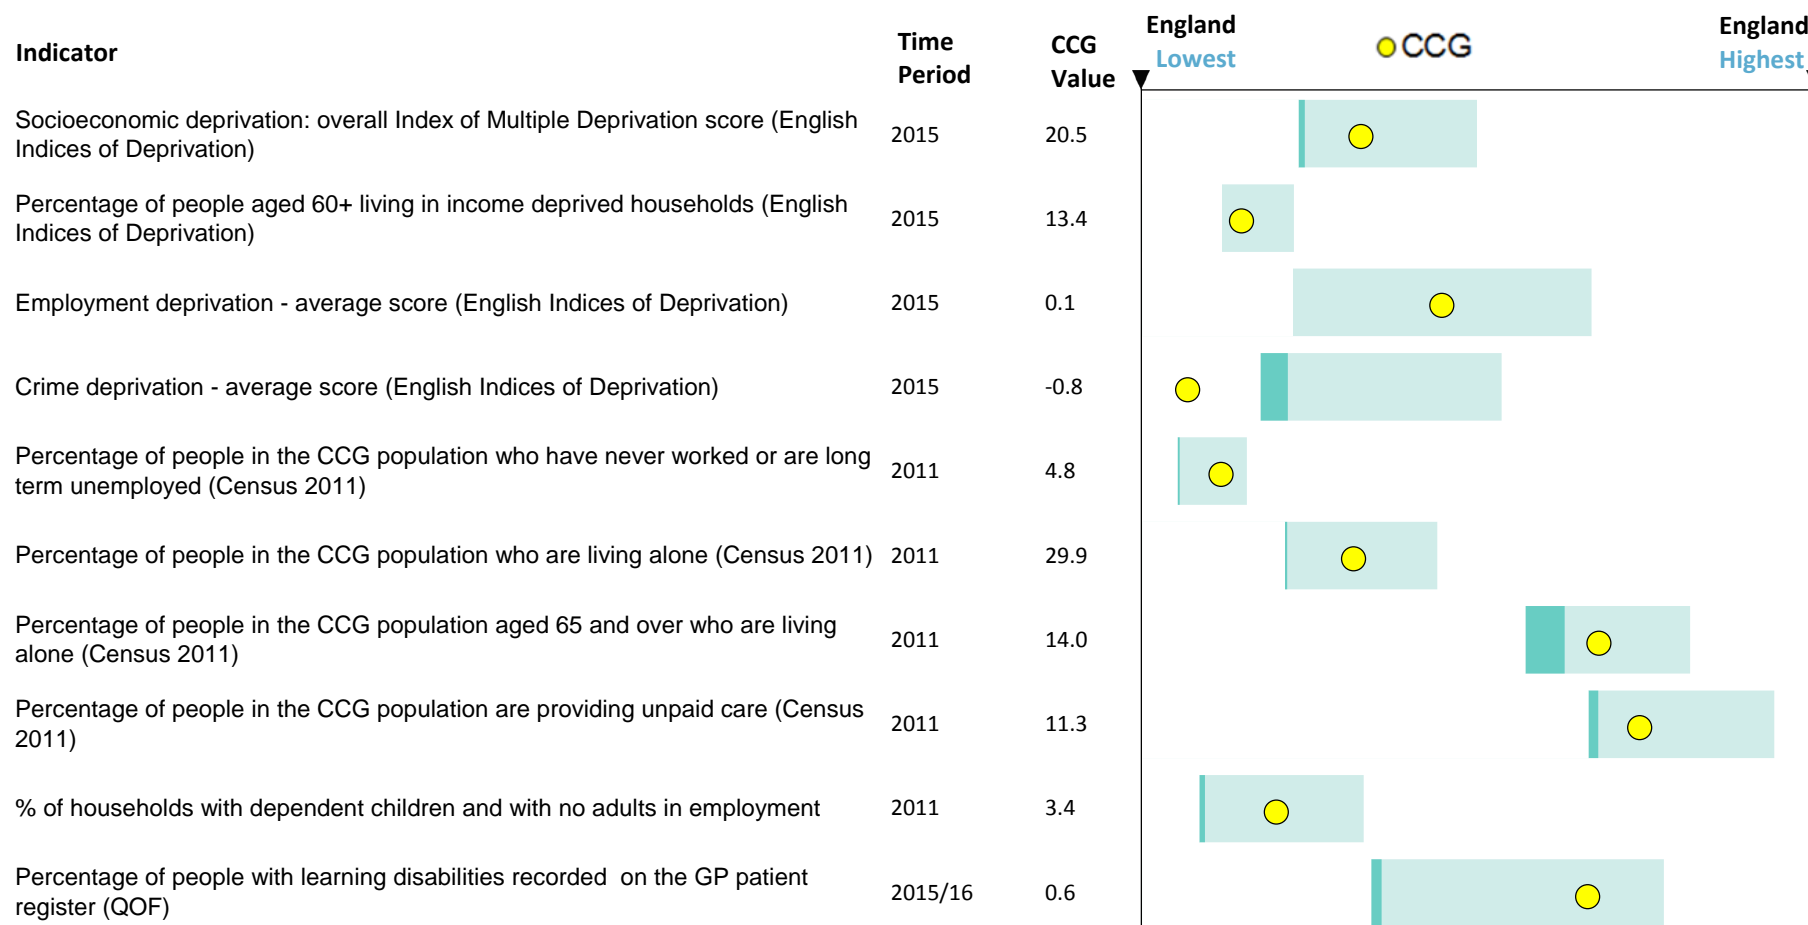 Indicator
Time
Period
CCG
Value
England
Lowest
CCG
England
Highest
Socioeconomic deprivation: overall Index of Multiple Deprivation score (English
Indices of Deprivation)
2015
20.5
Percentage of people aged 60+ living in income deprived households (English
Indices of Deprivation)
2015
13.4
Employment deprivation - average score (English Indices of Deprivation)
2015
0.1
Crime deprivation - average score (English Indices of Deprivation)
2015
-0.8
Percentage of people in the CCG population who have never worked or are long
term unemployed (Census 2011)
2011
4.8
Percentage of people in the CCG population who are living alone (Census 2011)
2011
29.9
Percentage of people in the CCG population aged 65 and over who are living
alone (Census 2011)
2011
14.0
Percentage of people in the CCG population are providing unpaid care (Census
2011)
2011
11.3
% of households with dependent children and with no adults in employment
2011
3.4
Percentage of people with learning disabilities recorded  on the GP patient
register (QOF)
2015/16
0.6